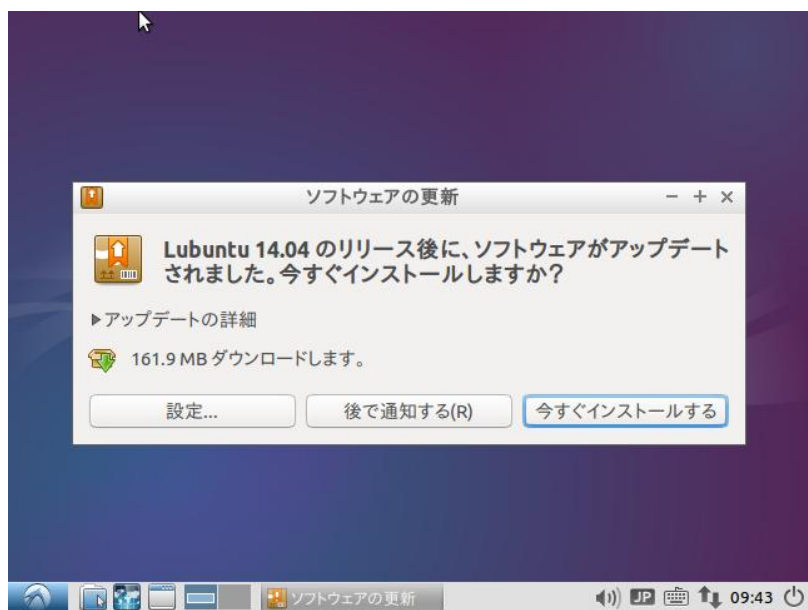 ソフトウェアの更新
Lubuntu 14.04 のリリース後に、ソフトウェアがアップデート
されました。今すぐインストールしますか？
アップデートの詳細
161.9 MB ダウンロードします。
設定...
後で通知する(R)
今すぐインストールする
ソフトウェアの更新
JP
09:43